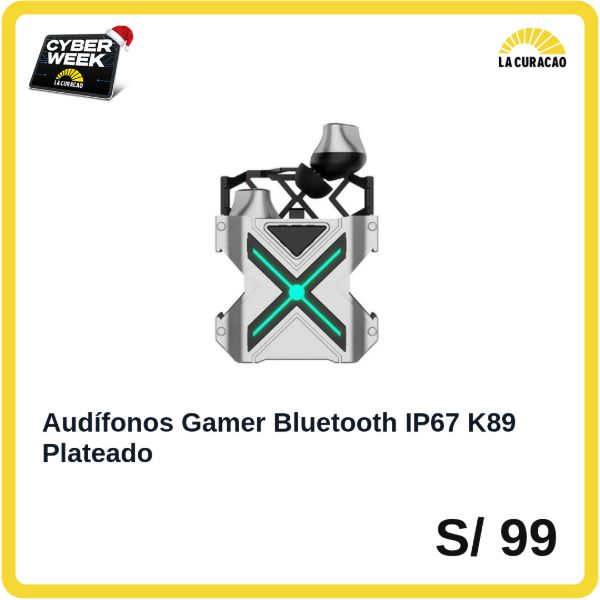 CYBER
WEEK
LA CURACAO
LA CURACAO
Audífonos Gamer Bluetooth IP67 K89
Plateado
S/ 99